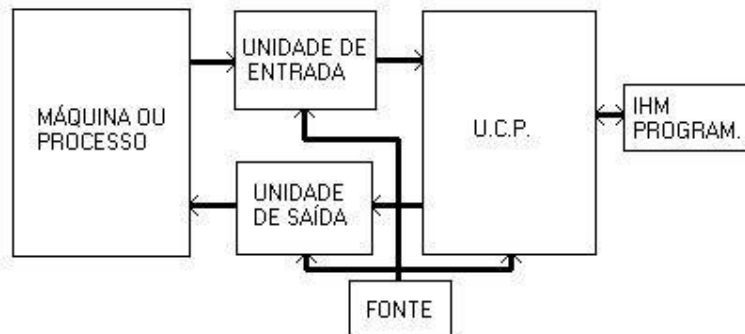 MÁQUINA OU
PROCESSO
UNIDADE DE
ENTRADA
UNIDADE
DE SAÍDA
U.C.P.
IHM
PROGRAM.
FONTE